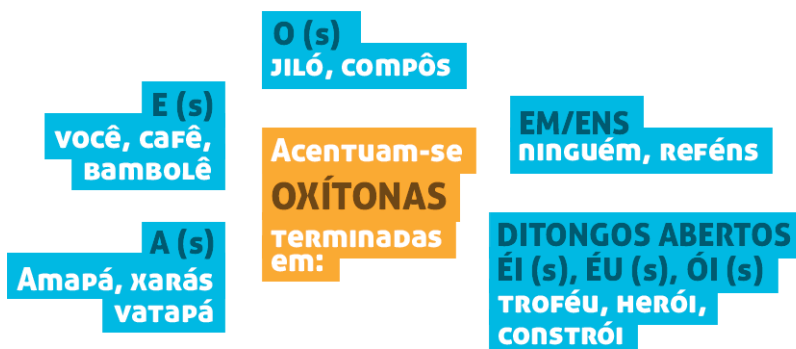 O (s)
JILÓ, COMPÔS
E (s)
VOCÊ, CAFÊ,
BAMBOLÊ
EM/ENS
NINGUÉM, REFÉNS
Acentuam-se
OXÍTONAS
TERMINADAS
EM:
A (s)
Amapá, XARÁS
VATAPÁ
DITONGOS ABERTOS
ÉI (s), ÉU (s), ÓI (s)
TROFÉU, HERÓI,
CONSTRÓI